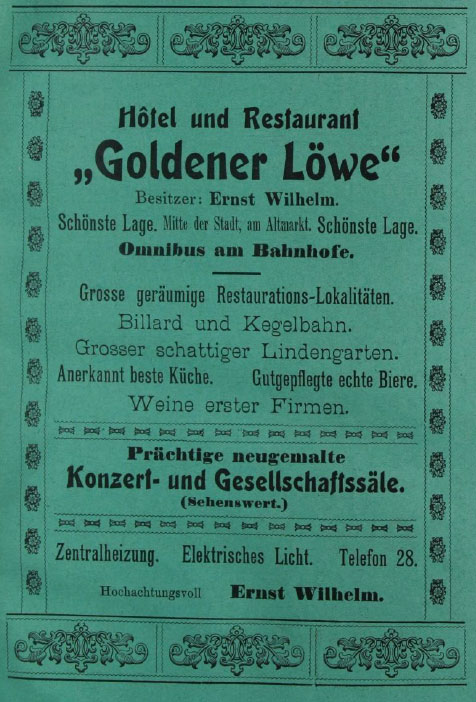 Hôtel und Restaurant
„Goldener Löwe“
Besitzer: Ernst Wilhelm.
Schönste Lage. Mitte der Stadt, am Altmarkt. Schönste Lage.
Omnibus am Bahnhofe.
Grosse geräumige Restaurations-Lokalitäten.
Billard und Kegelbahn.
Grosser schattiger Lindengarten.
Anerkannt beste Küche. Gutgepflegte echte Biere.
Weine erster Firmen.
Prächtige neugemalte
Konzert- und Gesellschaftssäle.
(Sehenswert.)
Zentralheizung. Elektrisches Licht. Telefon 28.
Hochachtungsvoll Ernst Wilhelm.